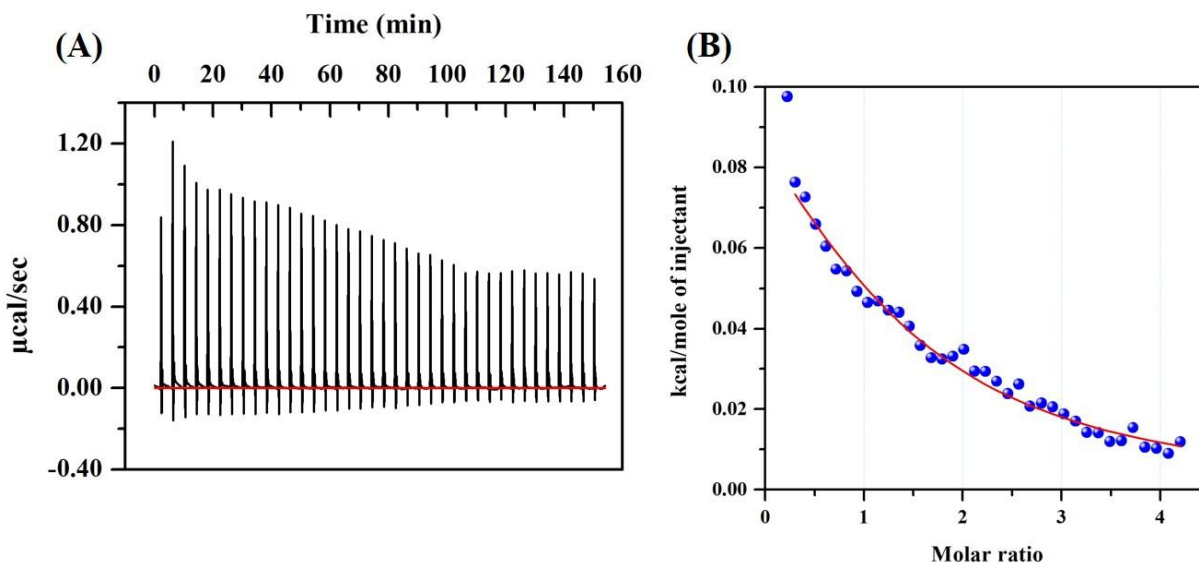 (A)
Time (min)
0 20 40 60 80 100 120 140 160
µcal/sec
1.20
0.80
0.40
0.00
-0.40
(B)
kcal/mole of injectant
0.10
0.08
0.06
0.04
0.02
0.00
0 1 2 3 4
Molar ratio